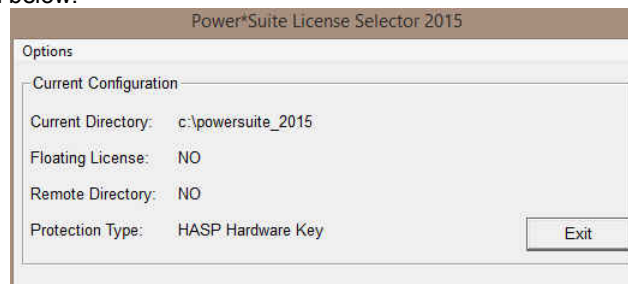 below.
Power*Suite License Selector 2015
Options
Current Configuration
Current Directory: c:\powersuite_2015
Floating License: NO
Remote Directory: NO
Protection Type: HASP Hardware Key
Exit